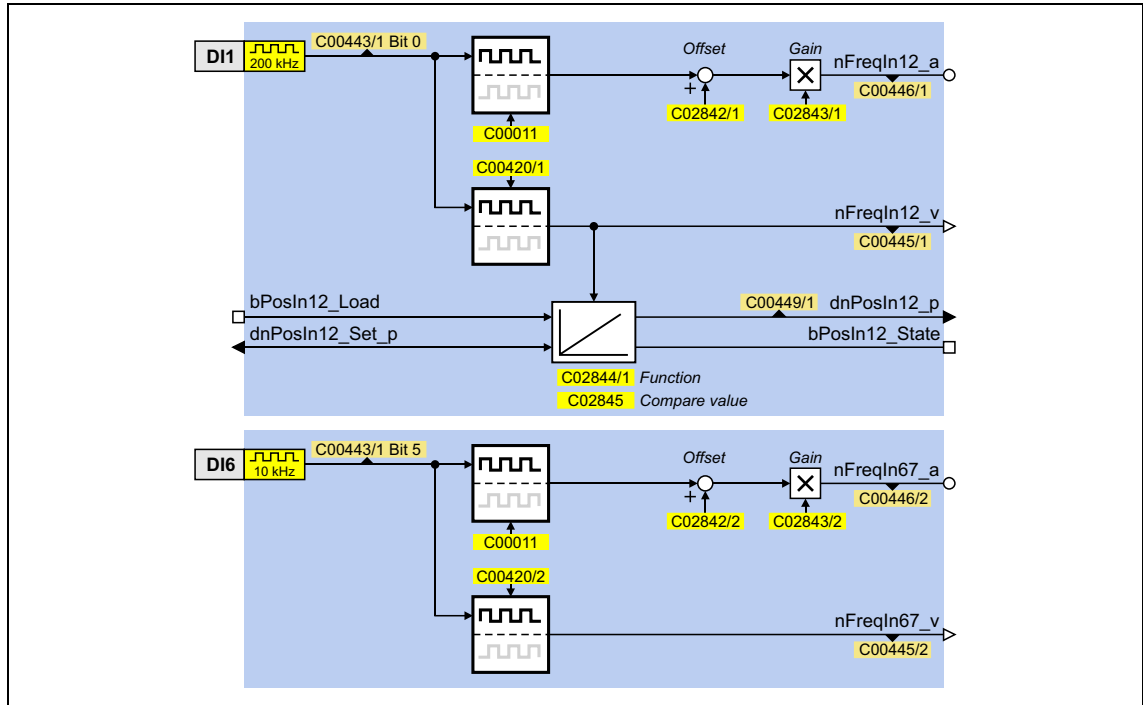 DI1
200 kHz
C00443/1 Bit 0
Offset
Gain
nFreqIn12_a
C00446/1
+
C02842/1
C02843/1
C00011
C00420/1
nFreqIn12_v
C00445/1
bPosIn12_Load
C00449/1
dnPosIn12_p
dnPosIn12_Set_p
bPosIn12_State
C02844/1 Function
C02845 Compare value
DI6
10 kHz
C00443/1 Bit 5
Offset
Gain
nFreqIn67_a
C00446/2
+
C02842/2
C02843/2
C00011
C00420/2
nFreqIn67_v
C00445/2